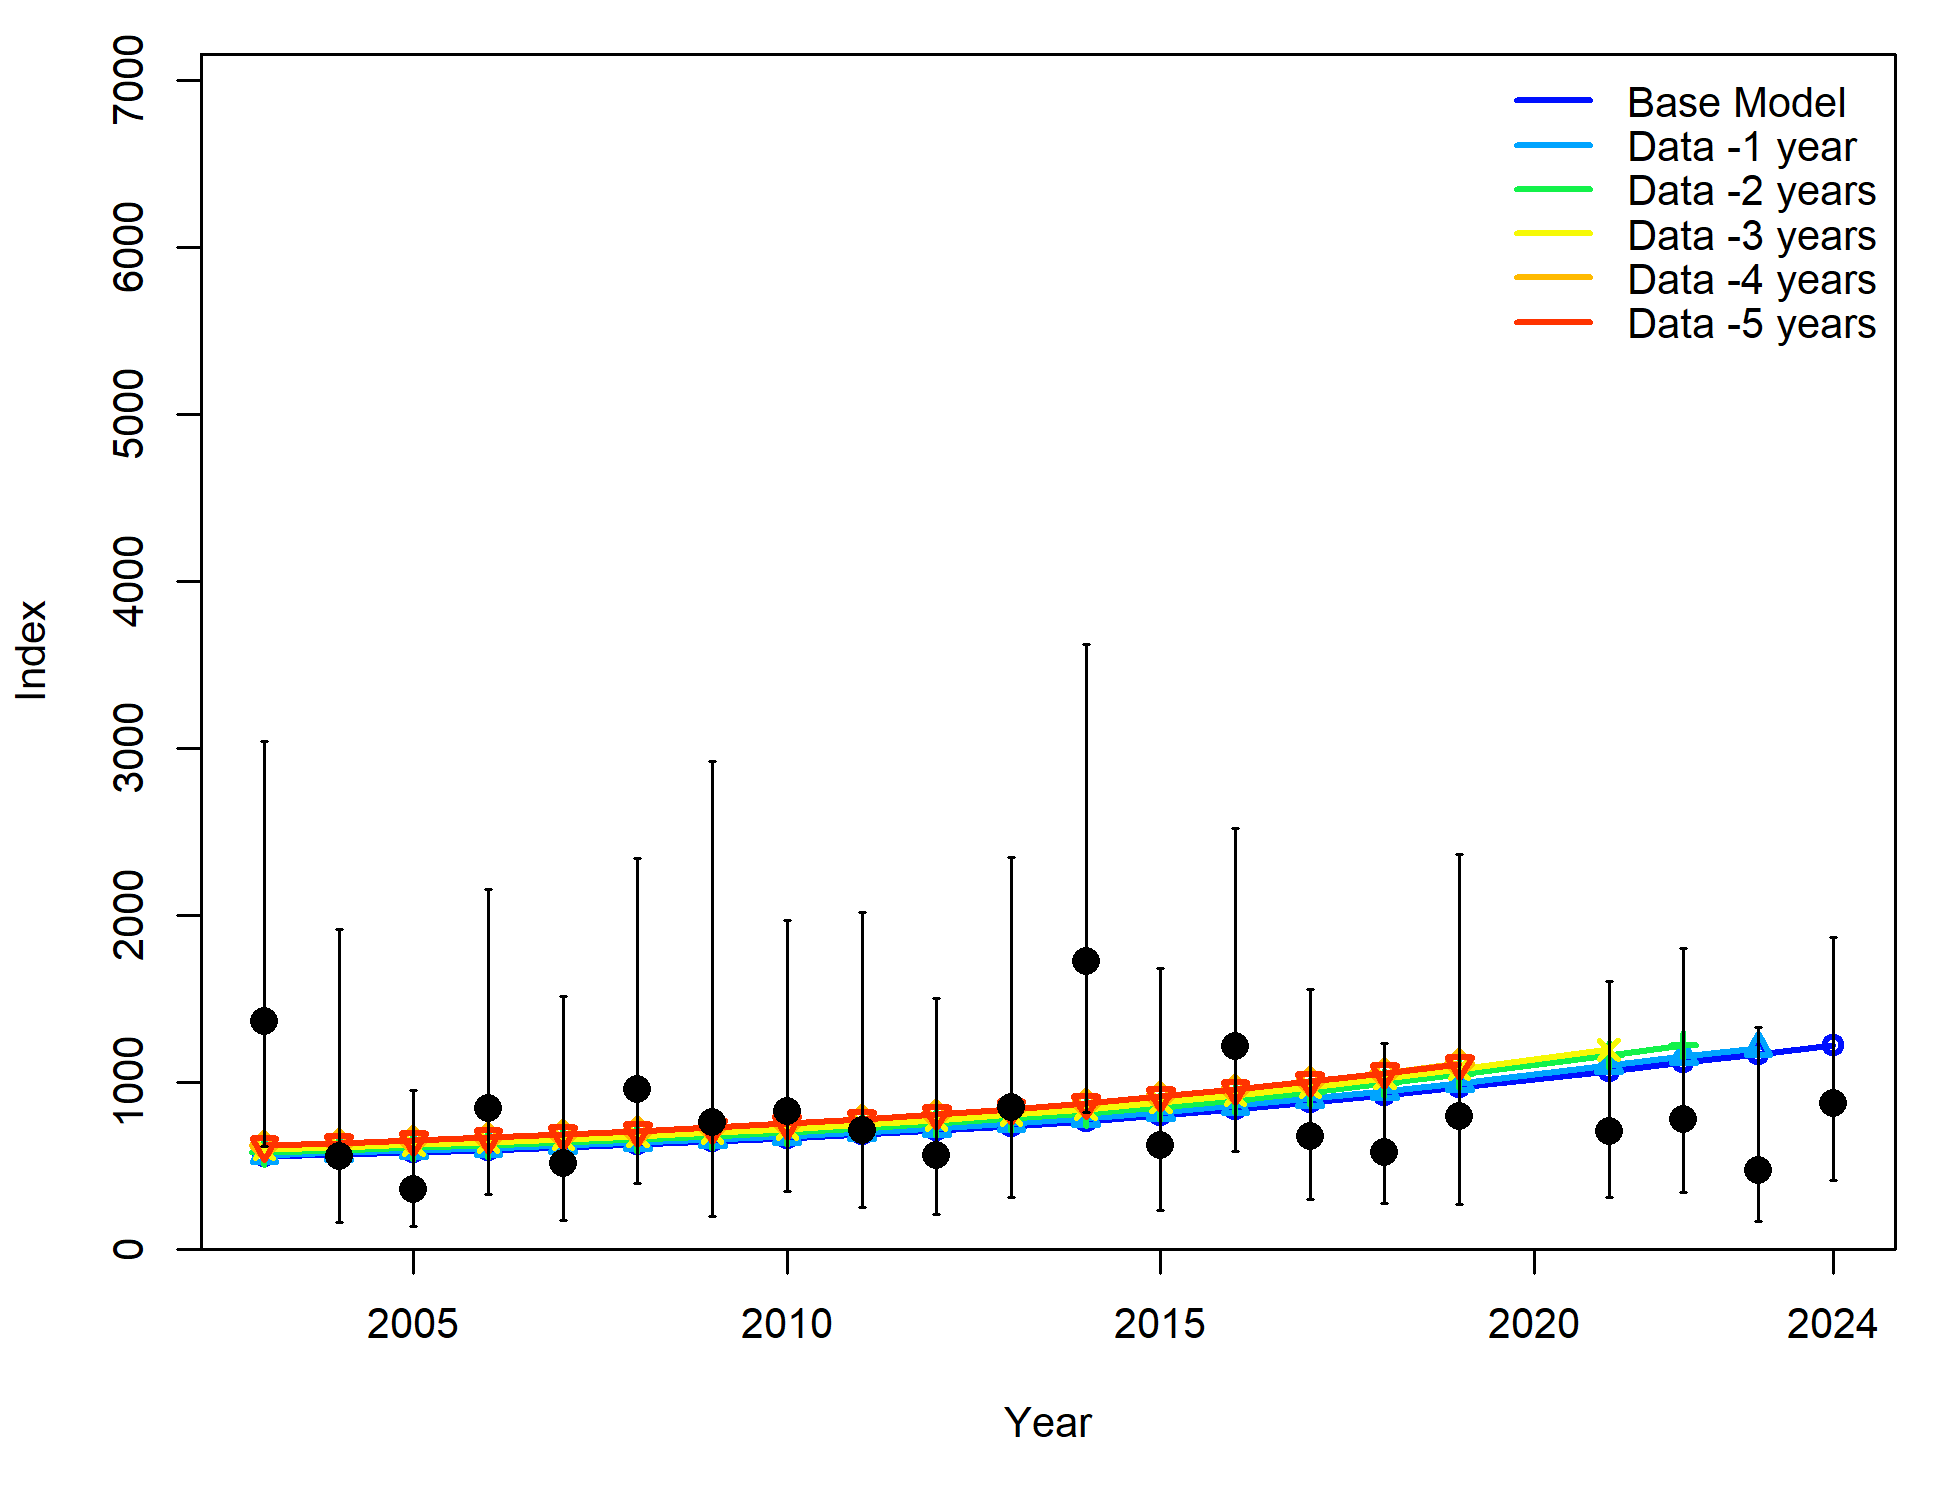 7000
6000
5000
4000
3000
2000
1000
0
Index
Base Model
Data -1 year
Data -2 years
Data -3 years
Data -4 years
Data -5 years
2005 2010 2015 2020 2024
Year